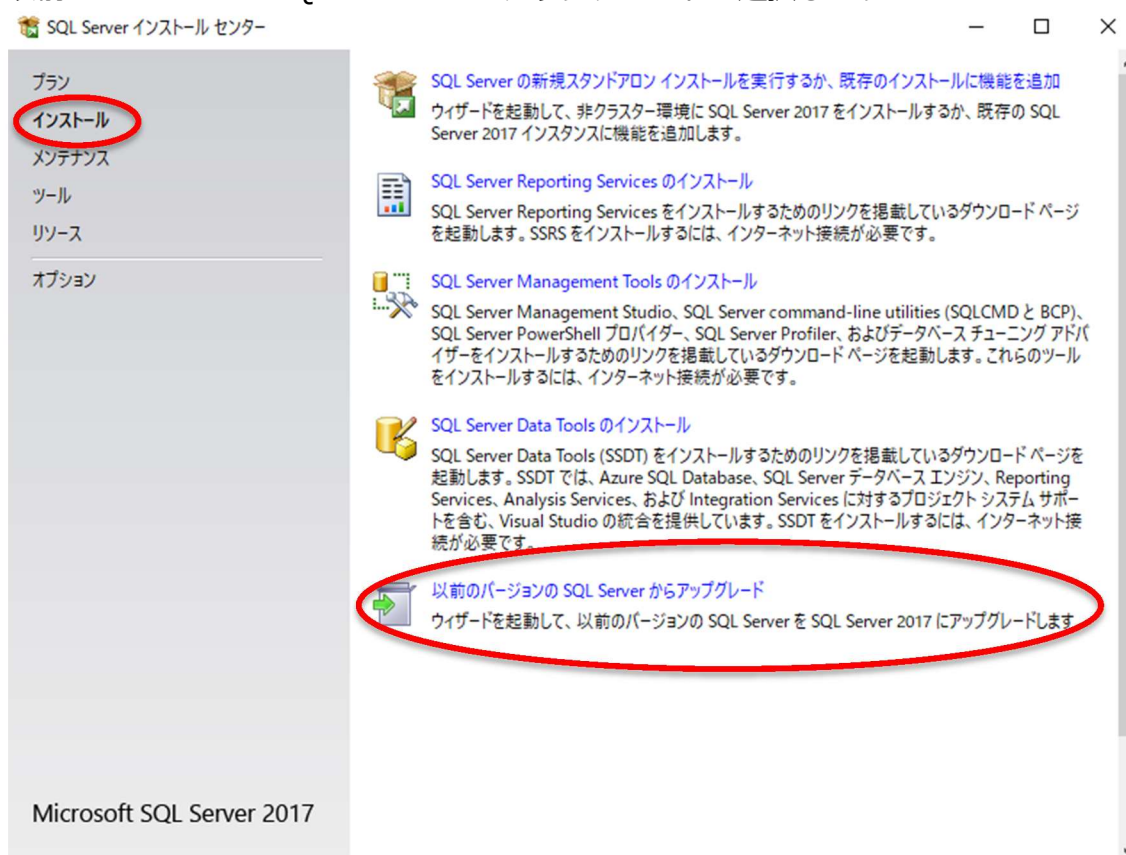 SQL Server インストール センター
プラン
インストール
メンテナンス
ツール
リソース
オプション
SQL Server の新規スタンドアロン インストールを実行するか、既存のインストールに機能を追加
ウィザードを起動して、非クラスター環境に SQL Server 2017 をインストールするか、既存の SQL
Server 2017 インスタンスに機能を追加します。
SQL Server Reporting Services のインストール
SQL Server Reporting Services をインストールするためのリンクを掲載しているダウンロード ページ
を起動します。SSRS をインストールするには、インターネット接続が必要です。
SQL Server Management Tools のインストール
SQL Server Management Studio、SQL Server command-line utilities (SQLCMD と BCP)、
SQL Server PowerShell プロバイダー、SQL Server Profiler、およびデータベース チューニング アドバ
イザーをインストールするためのリンクを掲載しているダウンロード ページを起動します。これらのツール
をインストールするには、インターネット接続が必要です。
SQL Server Data Tools のインストール
SQL Server Data Tools (SSDT) をインストールするためのリンクを掲載しているダウンロード ページを
起動します。SSDT では、Azure SQL Database、SQL Server データベース エンジン、Reporting
Services、Analysis Services、および Integration Services に対するプロジェクト システム サポー
トを含む、Visual Studio の統合を提供しています。SSDT をインストールするには、インターネット接
続が必要です。
以前のバージョンの SQL Server からアップグレード
ウィザードを起動して、以前のバージョンの SQL Server を SQL Server 2017 にアップグレードします
Microsoft SQL Server 2017